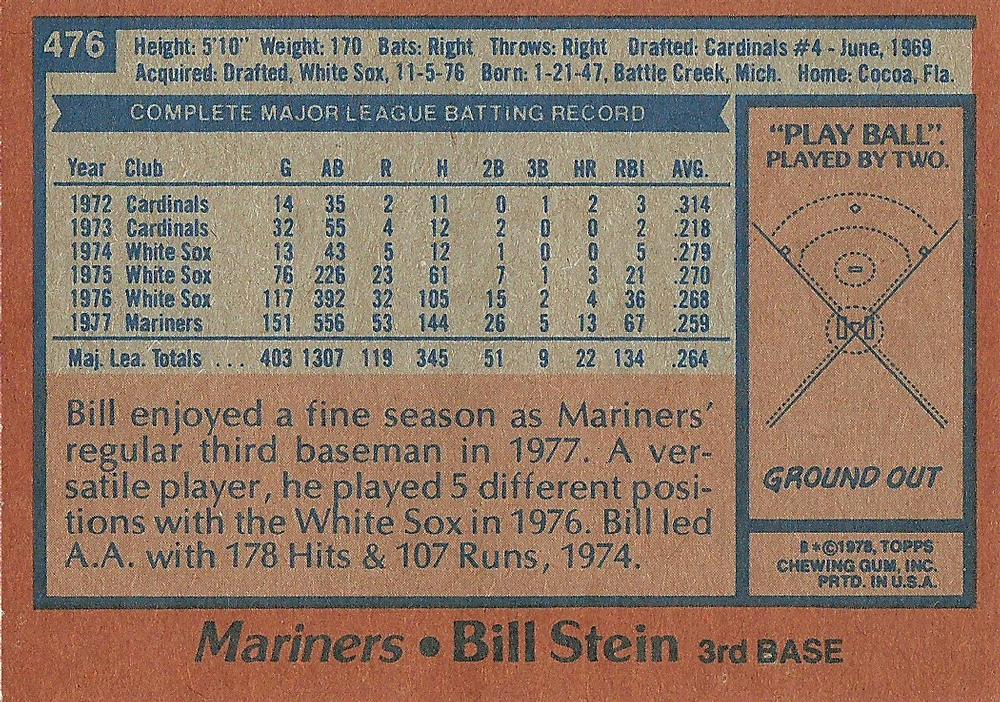 476
Height: 5'10" Weight: 170 Bats: Right Throws: Right Drafted: Cardinals #4 - June, 1969
Acquired: Drafted, White Sox, 11-5-76 Born: 1-21-47, Battle Creek, Mich. Home: Cocoa, Fla.
COMPLETE MAJOR LEAGUE BATTING RECORD
Year Club G AB R H 2B 3B HR RBI AVG.
1972 Cardinals 14 35 2 11 0 1 2 3 .314
1973 Cardinals 32 55 4 12 2 0 0 2 .218
1974 White Sox 13 43 5 12 1 0 0 5 .279
1975 White Sox 76 226 23 61 7 1 3 21 .270
1976 White Sox 117 392 32 105 15 2 4 36 .268
1977 Mariners 151 556 53 144 26 5 13 67 .259
Maj. Lea. Totals ... 403 1307 119 345 51 9 22 134 .264
Bill enjoyed a fine season as Mariners'
regular third baseman in 1977. A ver-
satile player, he played 5 different posi-
tions with the White Sox in 1976. Bill led
A.A. with 178 Hits & 107 Runs, 1974.
"PLAY BALL".
PLAYED BY TWO.
GROUND OUT
B*©1978, TOPPS
CHEWING GUM, INC.
PRTD. IN U.S.A.
Mariners • Bill Stein 3rd BASE